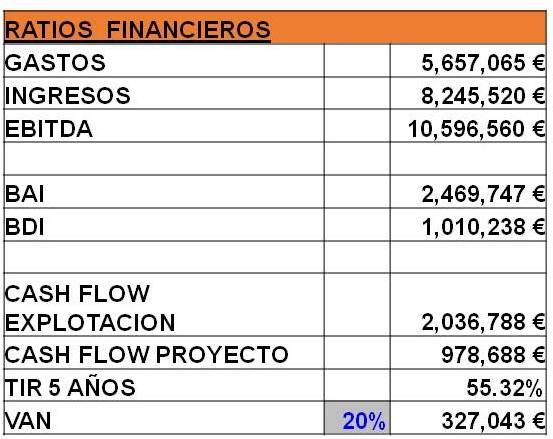 RATIOS FINANCIEROS
GASTOS 5,657,065 €
INGRESOS 8,245,520 €
EBITDA 10,596,560 €
BAI 2,469,747 €
BDI 1,010,238 €
CASH FLOW
EXPLOTACION 2,036,788 €
CASH FLOW PROYECTO 978,688 €
TIR 5 AÑOS 55.32%
VAN 20% 327,043 €